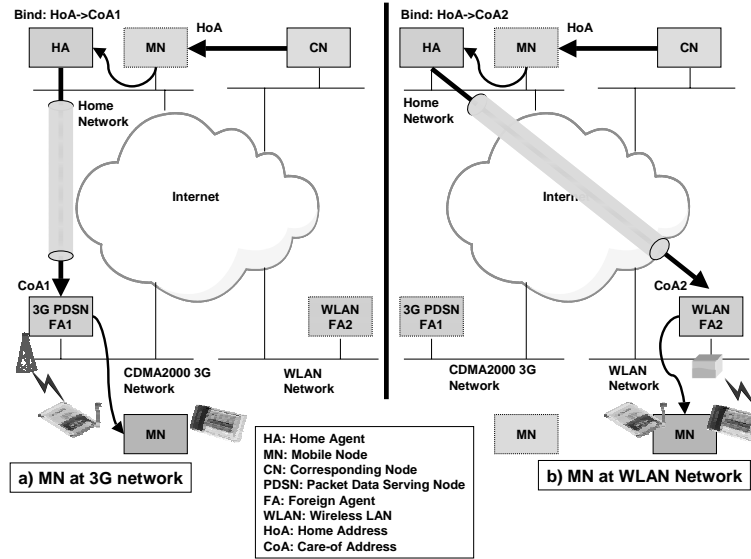 Bind: HoA->CoA1
HA
MN
HoA
CN
Home
Network
Internet
CoA1
3G PDSN
FA1
WLAN
FA2
CDMA2000 3G
Network
WLAN
Network
MN
a) MN at 3G network
Bind: HoA->CoA2
HA
MN
HoA
CN
Home
Network
Internet
CoA2
3G PDSN
FA1
WLAN
FA2
CDMA2000 3G
Network
WLAN
Network
MN
MN
b) MN at WLAN Network
HA: Home Agent
MN: Mobile Node
CN: Corresponding Node
PDSN: Packet Data Serving Node
FA: Foreign Agent
WLAN: Wireless LAN
HoA: Home Address
CoA: Care-of Address